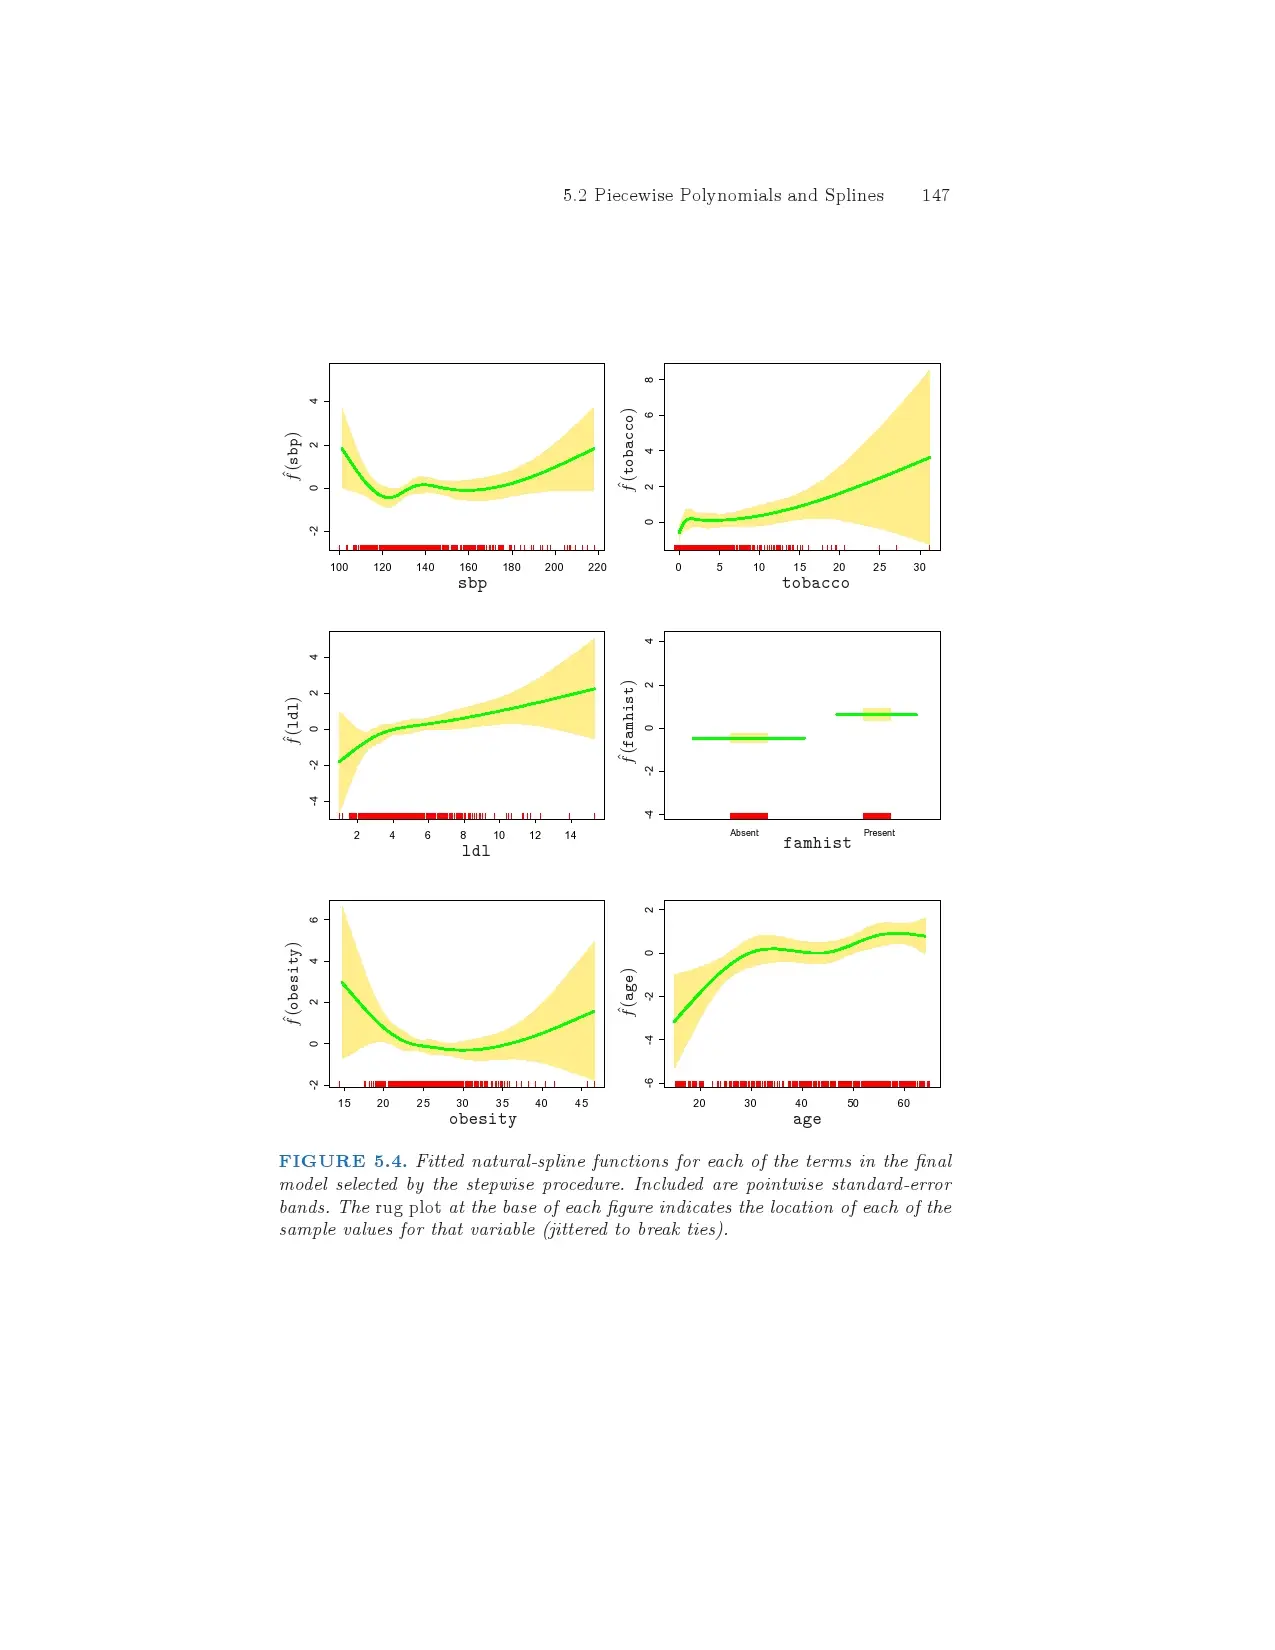 5.2 Piecewise Polynomials and Splines 147
4
2
0
-2
f̂(sbp)
100 120 140 160 180 200 220
sbp
8
6
4
2
0
f̂(tobacco)
0 5 10 15 20 25 30
tobacco
4
2
0
-2
-4
f̂(ldl)
2 4 6 8 10 12 14
ldl
4
2
0
-2
-4
f̂(famhist)
Absent Present
famhist
6
4
2
0
-2
f̂(obesity)
15 20 25 30 35 40 45
obesity
2
0
-2
-4
-6
f̂(age)
20 30 40 50 60
age
FIGURE 5.4. Fitted natural-spline functions for each of the terms in the final
model selected by the stepwise procedure. Included are pointwise standard-error
bands. The rug plot at the base of each figure indicates the location of each of the
sample values for that variable (jittered to break ties).